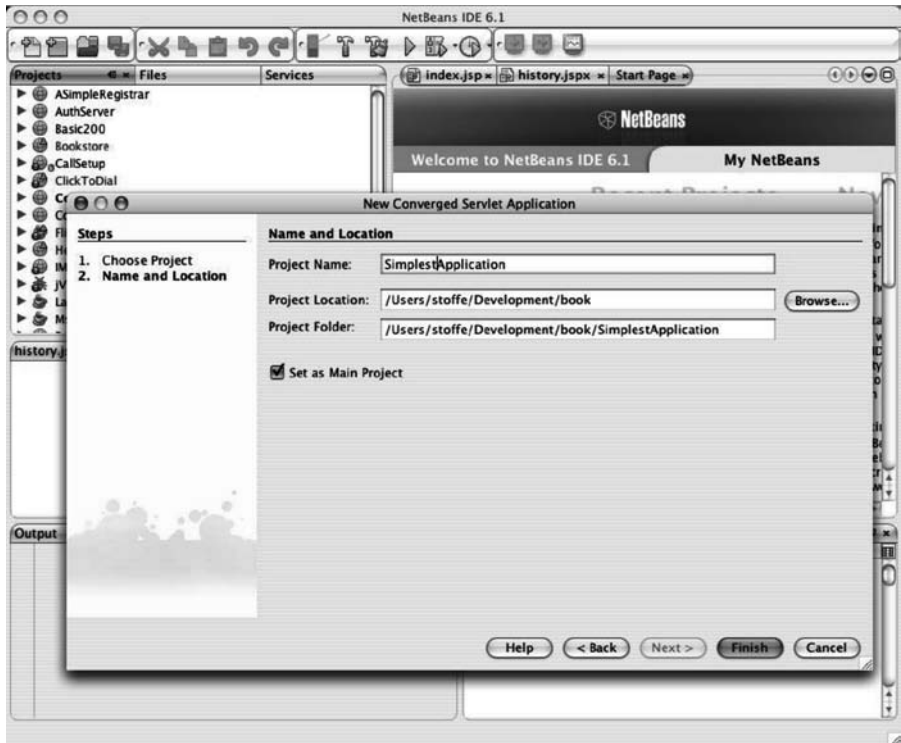 NetBeans IDE 6.1
Projects Files Services
index.jsp history.jspx Start Page
ASimpleRegistrar
AuthServer
Basic200
Bookstore
CallSetup
ClickToDial
NetBeans
Welcome to NetBeans IDE 6.1 My NetBeans
New Converged Servlet Application
Steps
1. Choose Project
2. Name and Location
Name and Location
Project Name: SimplestApplication
Project Location: /Users/stoffe/Development/book Browse...
Project Folder: /Users/stoffe/Development/book/SimplestApplication
Set as Main Project
history.j
Output
Help < Back Next > Finish Cancel